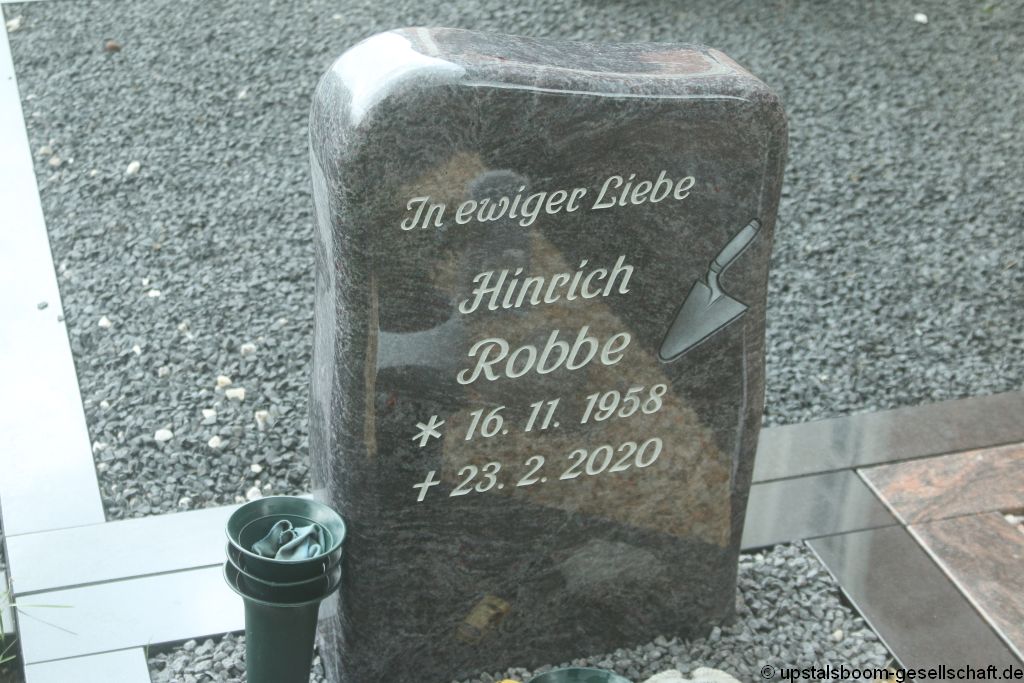 In ewiger Liebe
Hinrich
Robbe
* 16. 11. 1958
† 23. 2. 2020
© upstalsboom-gesellschaft.de